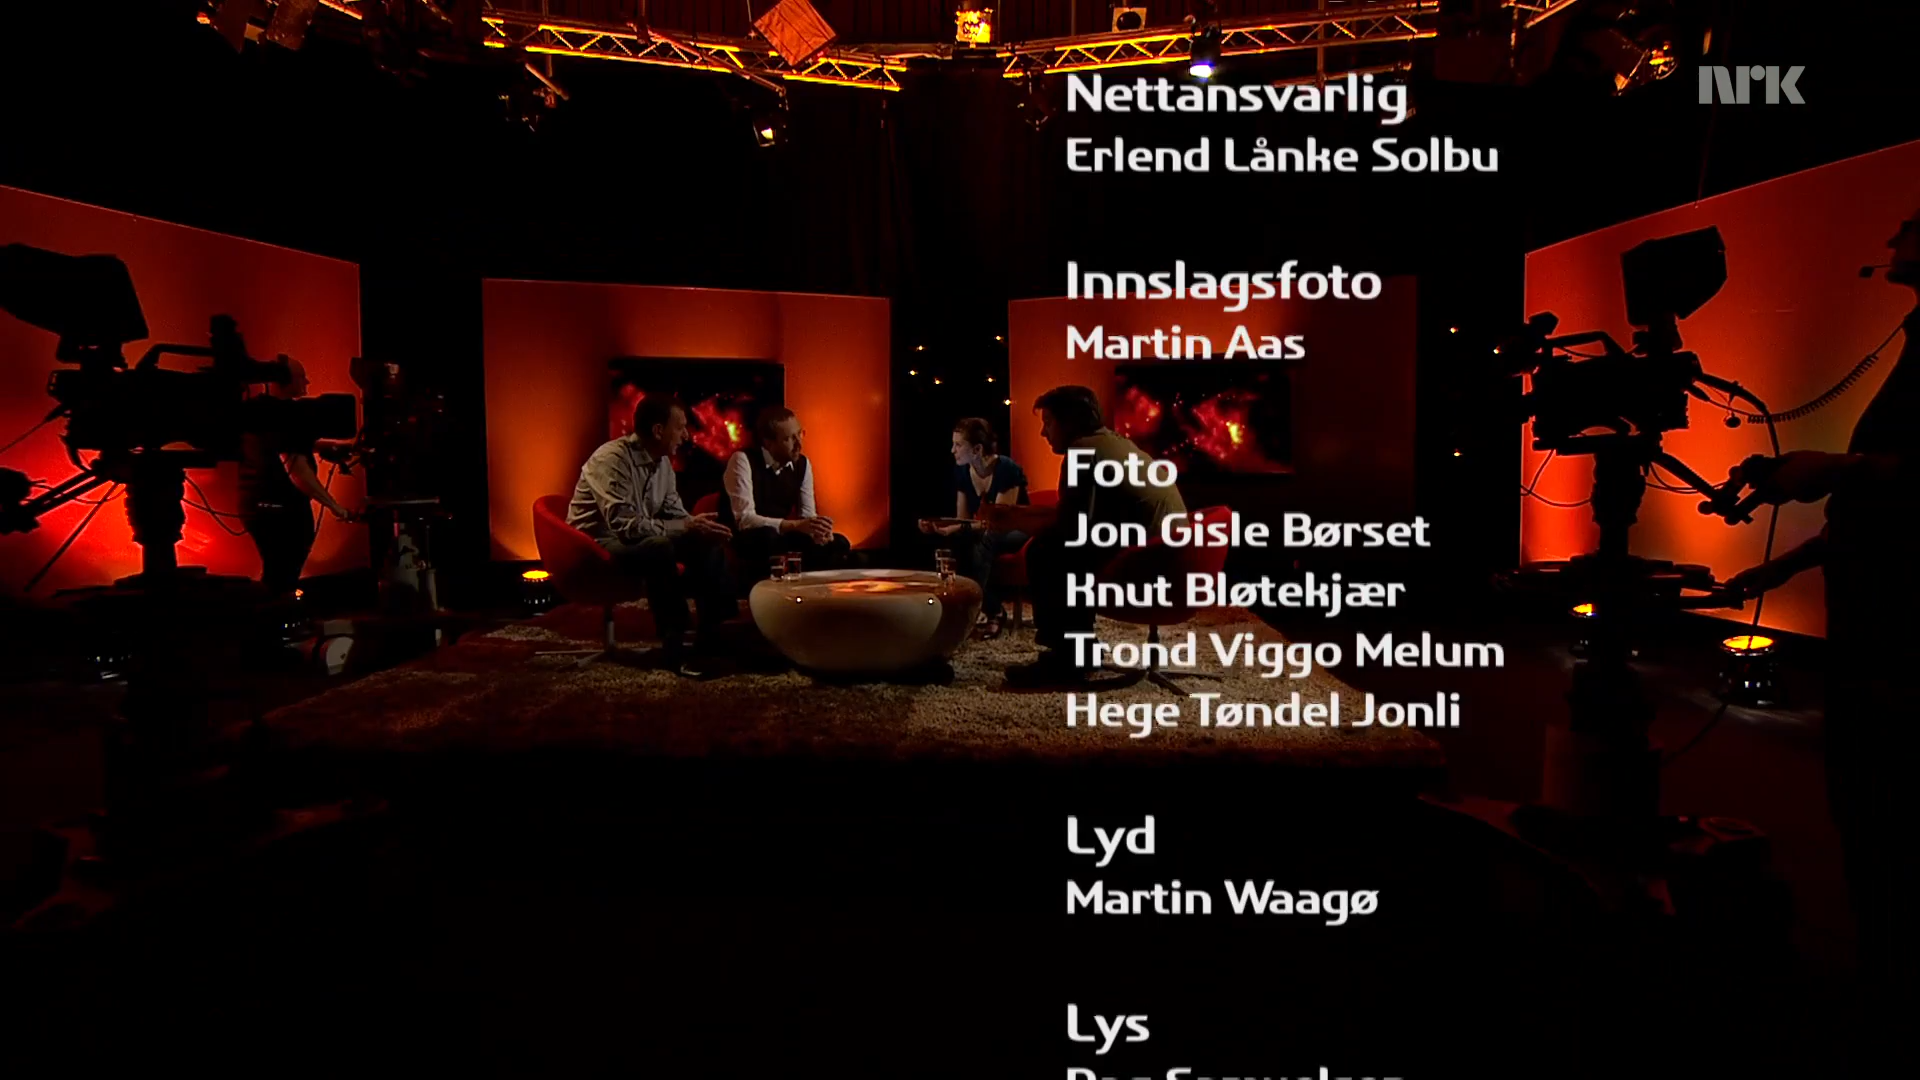 NRK
Nettansvarlig
Erlend Lånke Solbu
Innslagsfoto
Martin Aas
Foto
Jon Gisle Børset
Knut Bløtekjær
Trond Viggo Melum
Hege Tøndel Jonli
Lyd
Martin Waagø
Lys